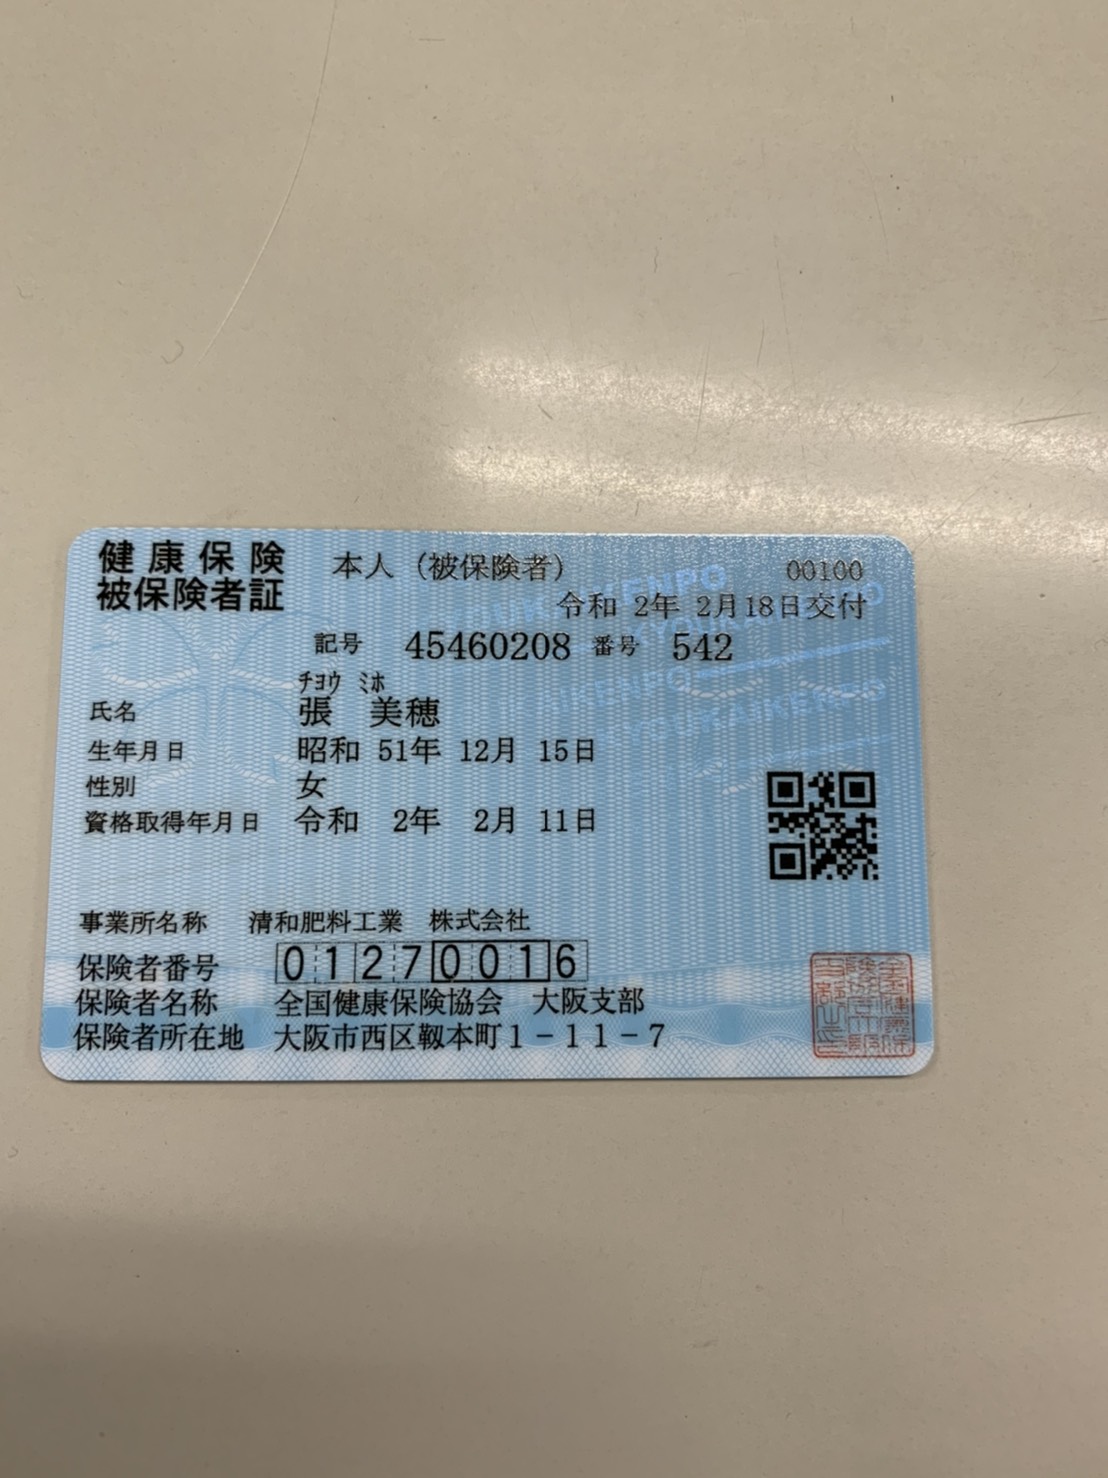 健康保険 本人（被保険者） 00100
被保険者証 令和 2年 2月18日交付
記号 45460208 番号 542
ﾁﾖｳ ﾐﾎ
氏名 張 美穂
生年月日 昭和 51年 12月 15日
性別 女
資格取得年月日 令和 2年 2月 11日
事業所名称 清和肥料工業 株式会社
保険者番号 01270016
保険者名称 全国健康保険協会 大阪支部
保険者所在地 大阪市西区靱本町1－11－7